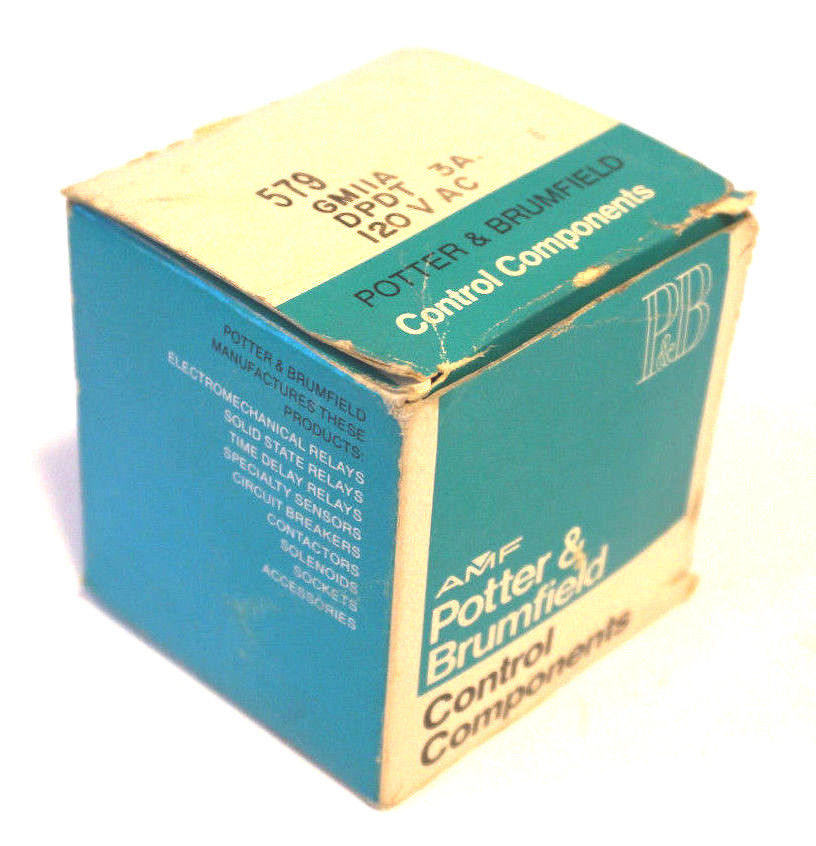 579
GM11A
DPDT 3A.
120 V AC
6
POTTER & BRUMFIELD
Control Components
POTTER & BRUMFIELD
MANUFACTURES THESE
PRODUCTS:
ELECTROMECHANICAL RELAYS
SOLID STATE RELAYS
TIME DELAY RELAYS
SPECIALTY SENSORS
CIRCUIT BREAKERS
CONTACTORS
SOLENOIDS
SOCKETS
ACCESSORIES
P&B
AMF
Potter &
Brumfield
Control
Components